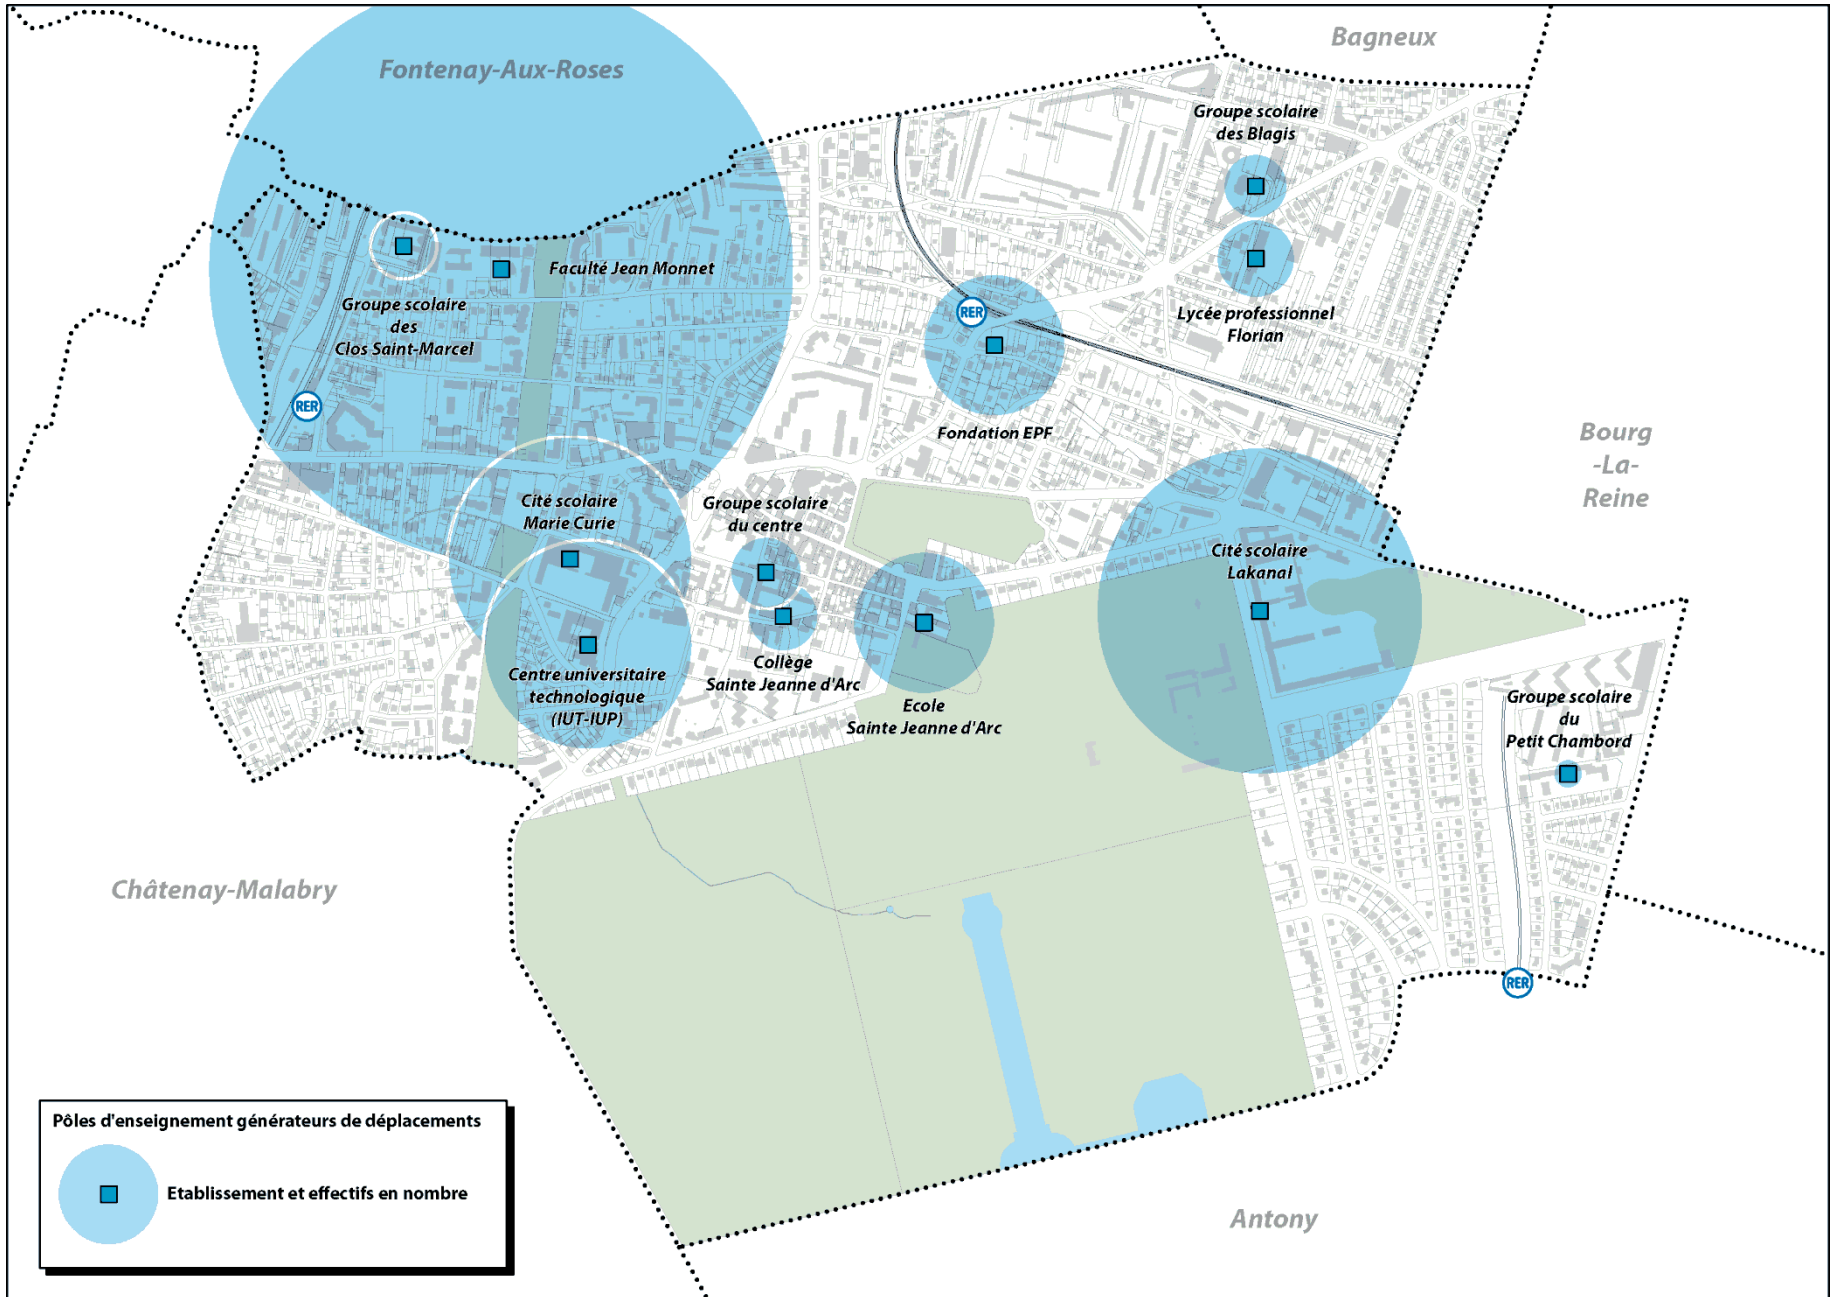 Bagneux
Fontenay-Aux-Roses
Groupe scolaire
des Blagis
Faculté Jean Monnet
Groupe scolaire
des
Clos Saint-Marcel
RER
Lycée professionnel
Florian
RER
Fondation EPF
Bourg
-La-
Reine
Cité scolaire
Marie Curie
Groupe scolaire
du centre
Cité scolaire
Lakanal
Centre universitaire
technologique
(IUT-IUP)
Collège
Sainte Jeanne d'Arc
Ecole
Sainte Jeanne d'Arc
Groupe scolaire
du
Petit Chambord
Châtenay-Malabry
RER
Pôles d'enseignement générateurs de déplacements
Etablissement et effectifs en nombre
Antony